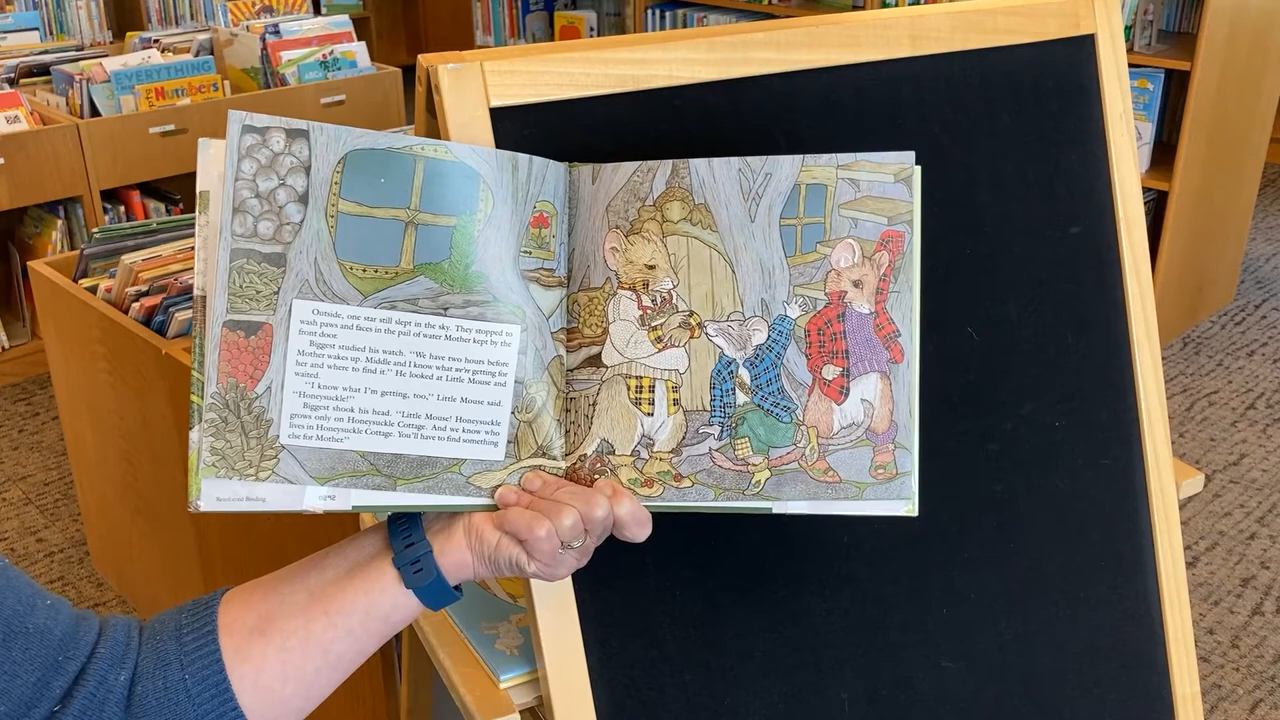 EVERYTHING
Numbers
ABC
Cat
Outside, one star still slept in the sky. They stopped to
wash paws and faces in the pail of water Mother kept by the
front door.
Biggest studied his watch. “We have two hours before
Mother wakes up. Middle and I know what we're getting for
her and where to find it.” He looked at Little Mouse and
waited.
“I know what I'm getting, too,” Little Mouse said.
“Honeysuckle!”
Biggest shook his head. “Little Mouse! Honeysuckle
grows only on Honeysuckle Cottage. And we know who
lives in Honeysuckle Cottage. You'll have to find something
else for Mother.”
Reinforced Binding